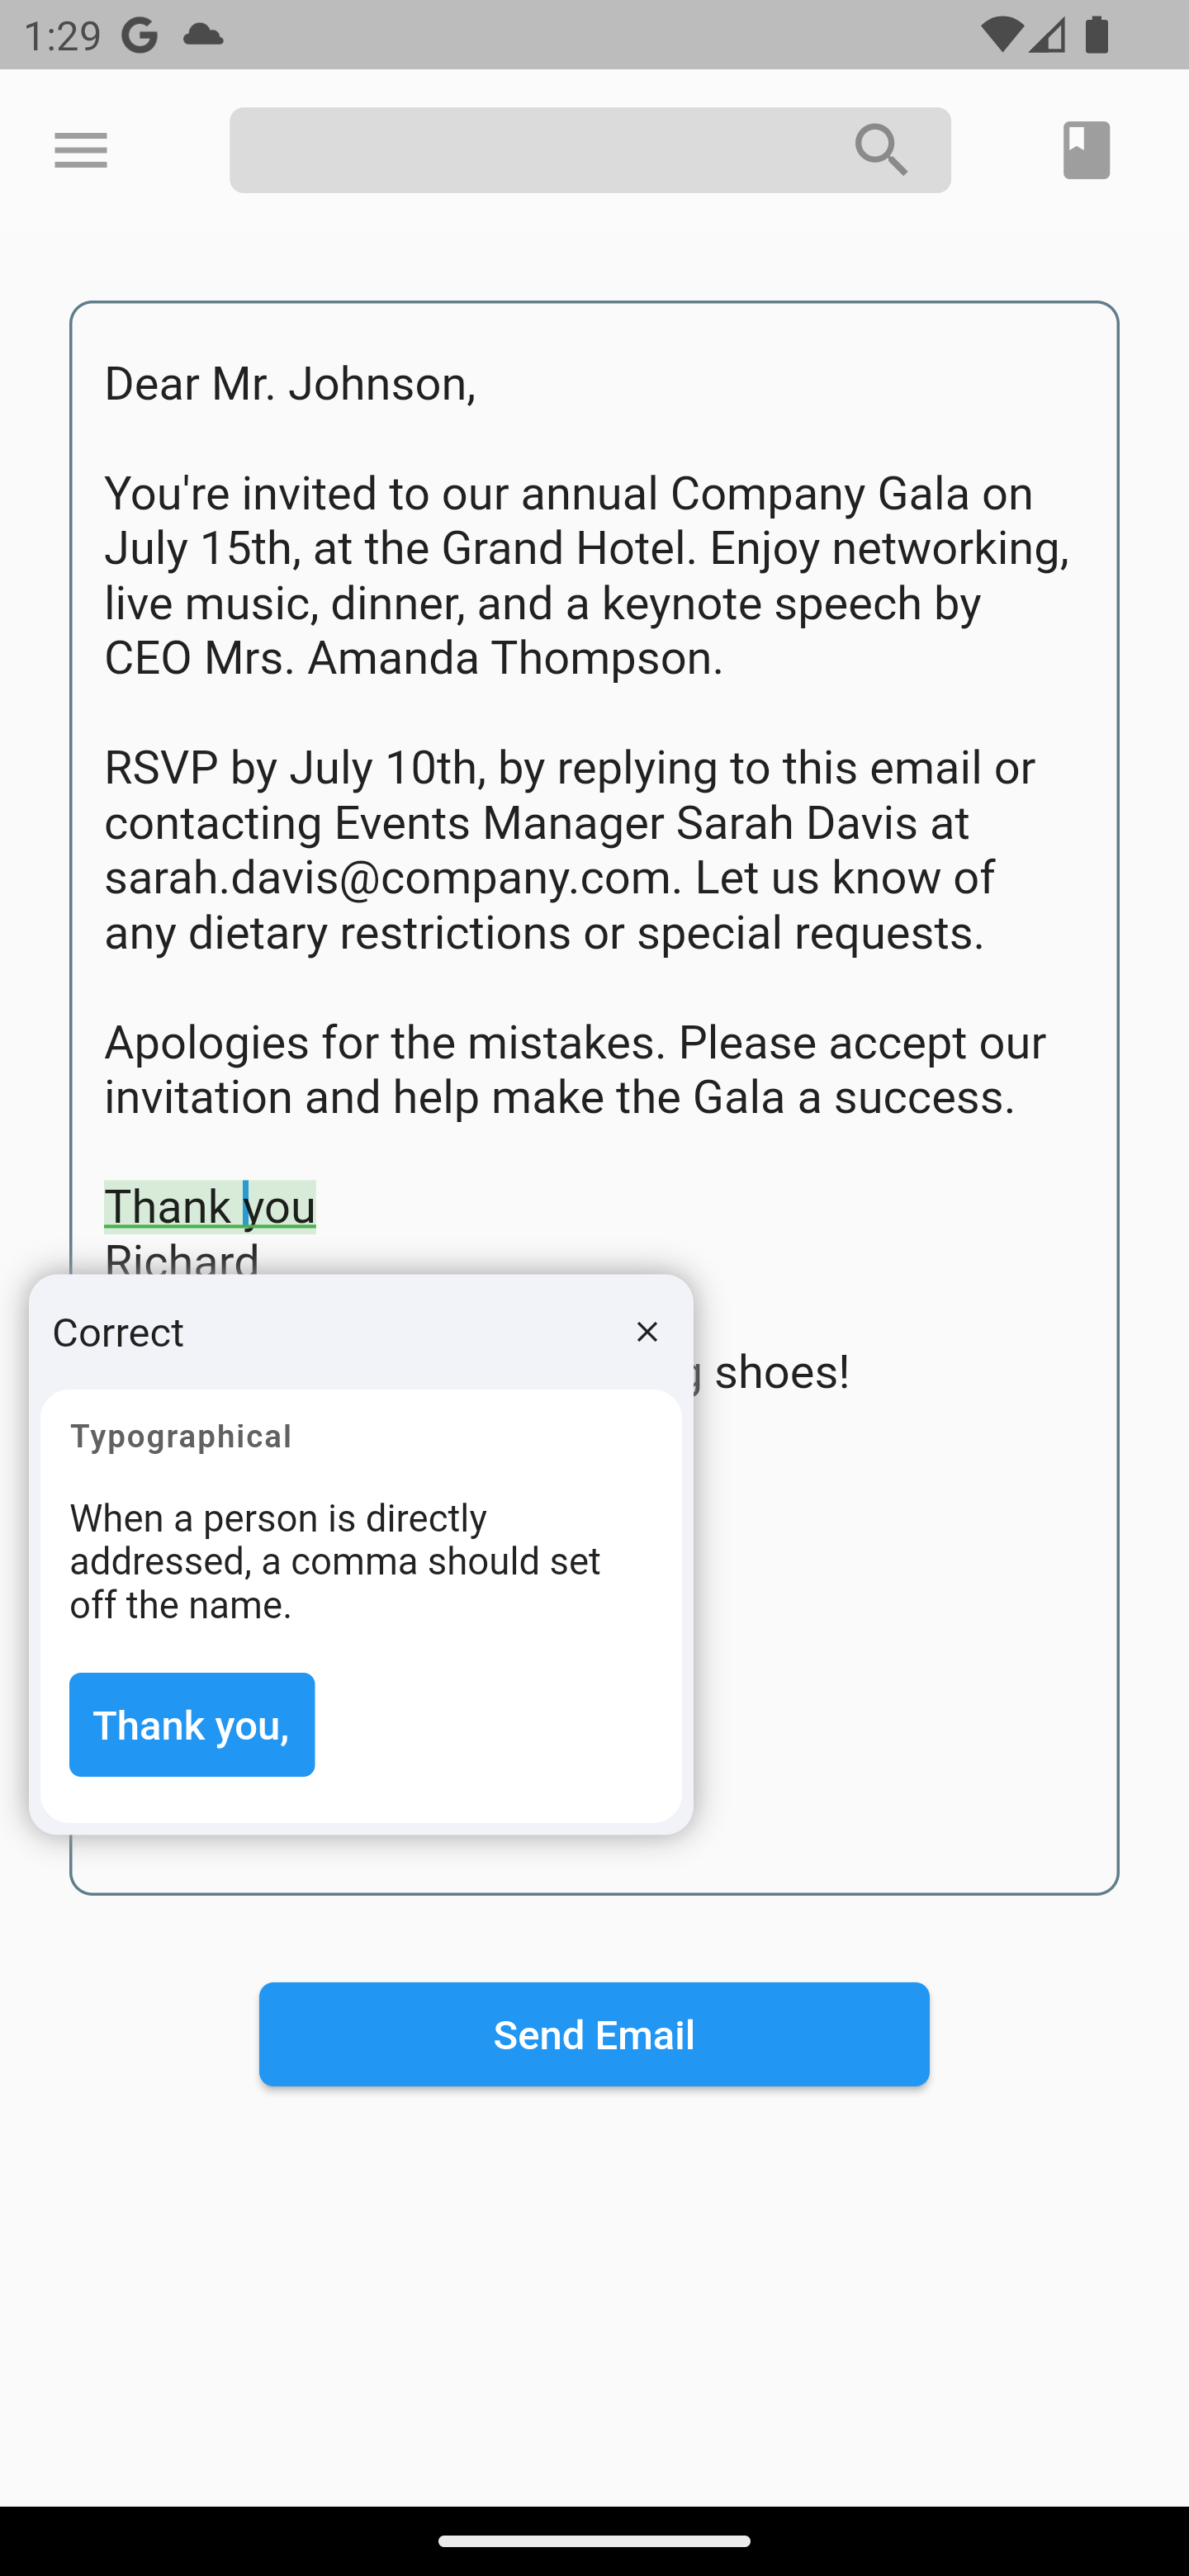 1:29
Dear Mr. Johnson,
You're invited to our annual Company Gala on
July 15th, at the Grand Hotel. Enjoy networking,
live music, dinner, and a keynote speech by
CEO Mrs. Amanda Thompson.
RSVP by July 10th, by replying to this email or
contacting Events Manager Sarah Davis at
sarah.davis@company.com. Let us know of
any dietary restrictions or special requests.
Apologies for the mistakes. Please accept our
invitation and help make the Gala a success.
Thank you
Richard
shoes!
Correct
Typographical
When a person is directly
addressed, a comma should set
off the name.
Thank you,
Send Email